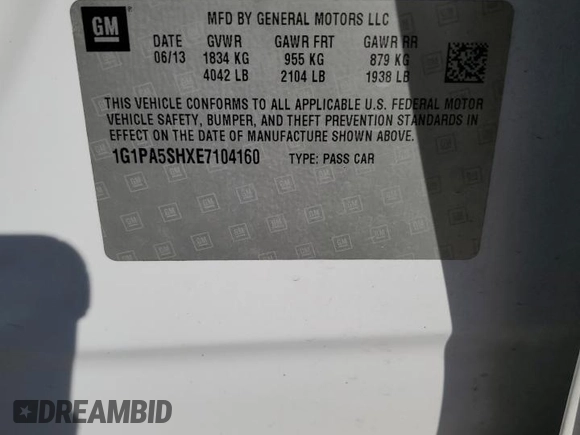 GM
MFD BY GENERAL MOTORS LLC
DATE GVWR GAWR FRT GAWR RR
06/13 1834 KG 955 KG 879 KG
4042 LB 2104 LB 1938 LB
THIS VEHICLE CONFORMS TO ALL APPLICABLE U.S. FEDERAL MOTOR
VEHICLE SAFETY, BUMPER, AND THEFT PREVENTION STANDARDS IN
EFFECT ON THE DATE OF MANUFACTURE SHOWN ABOVE.
1G1PA5SHXE7104160 TYPE: PASS CAR
DREAMBID